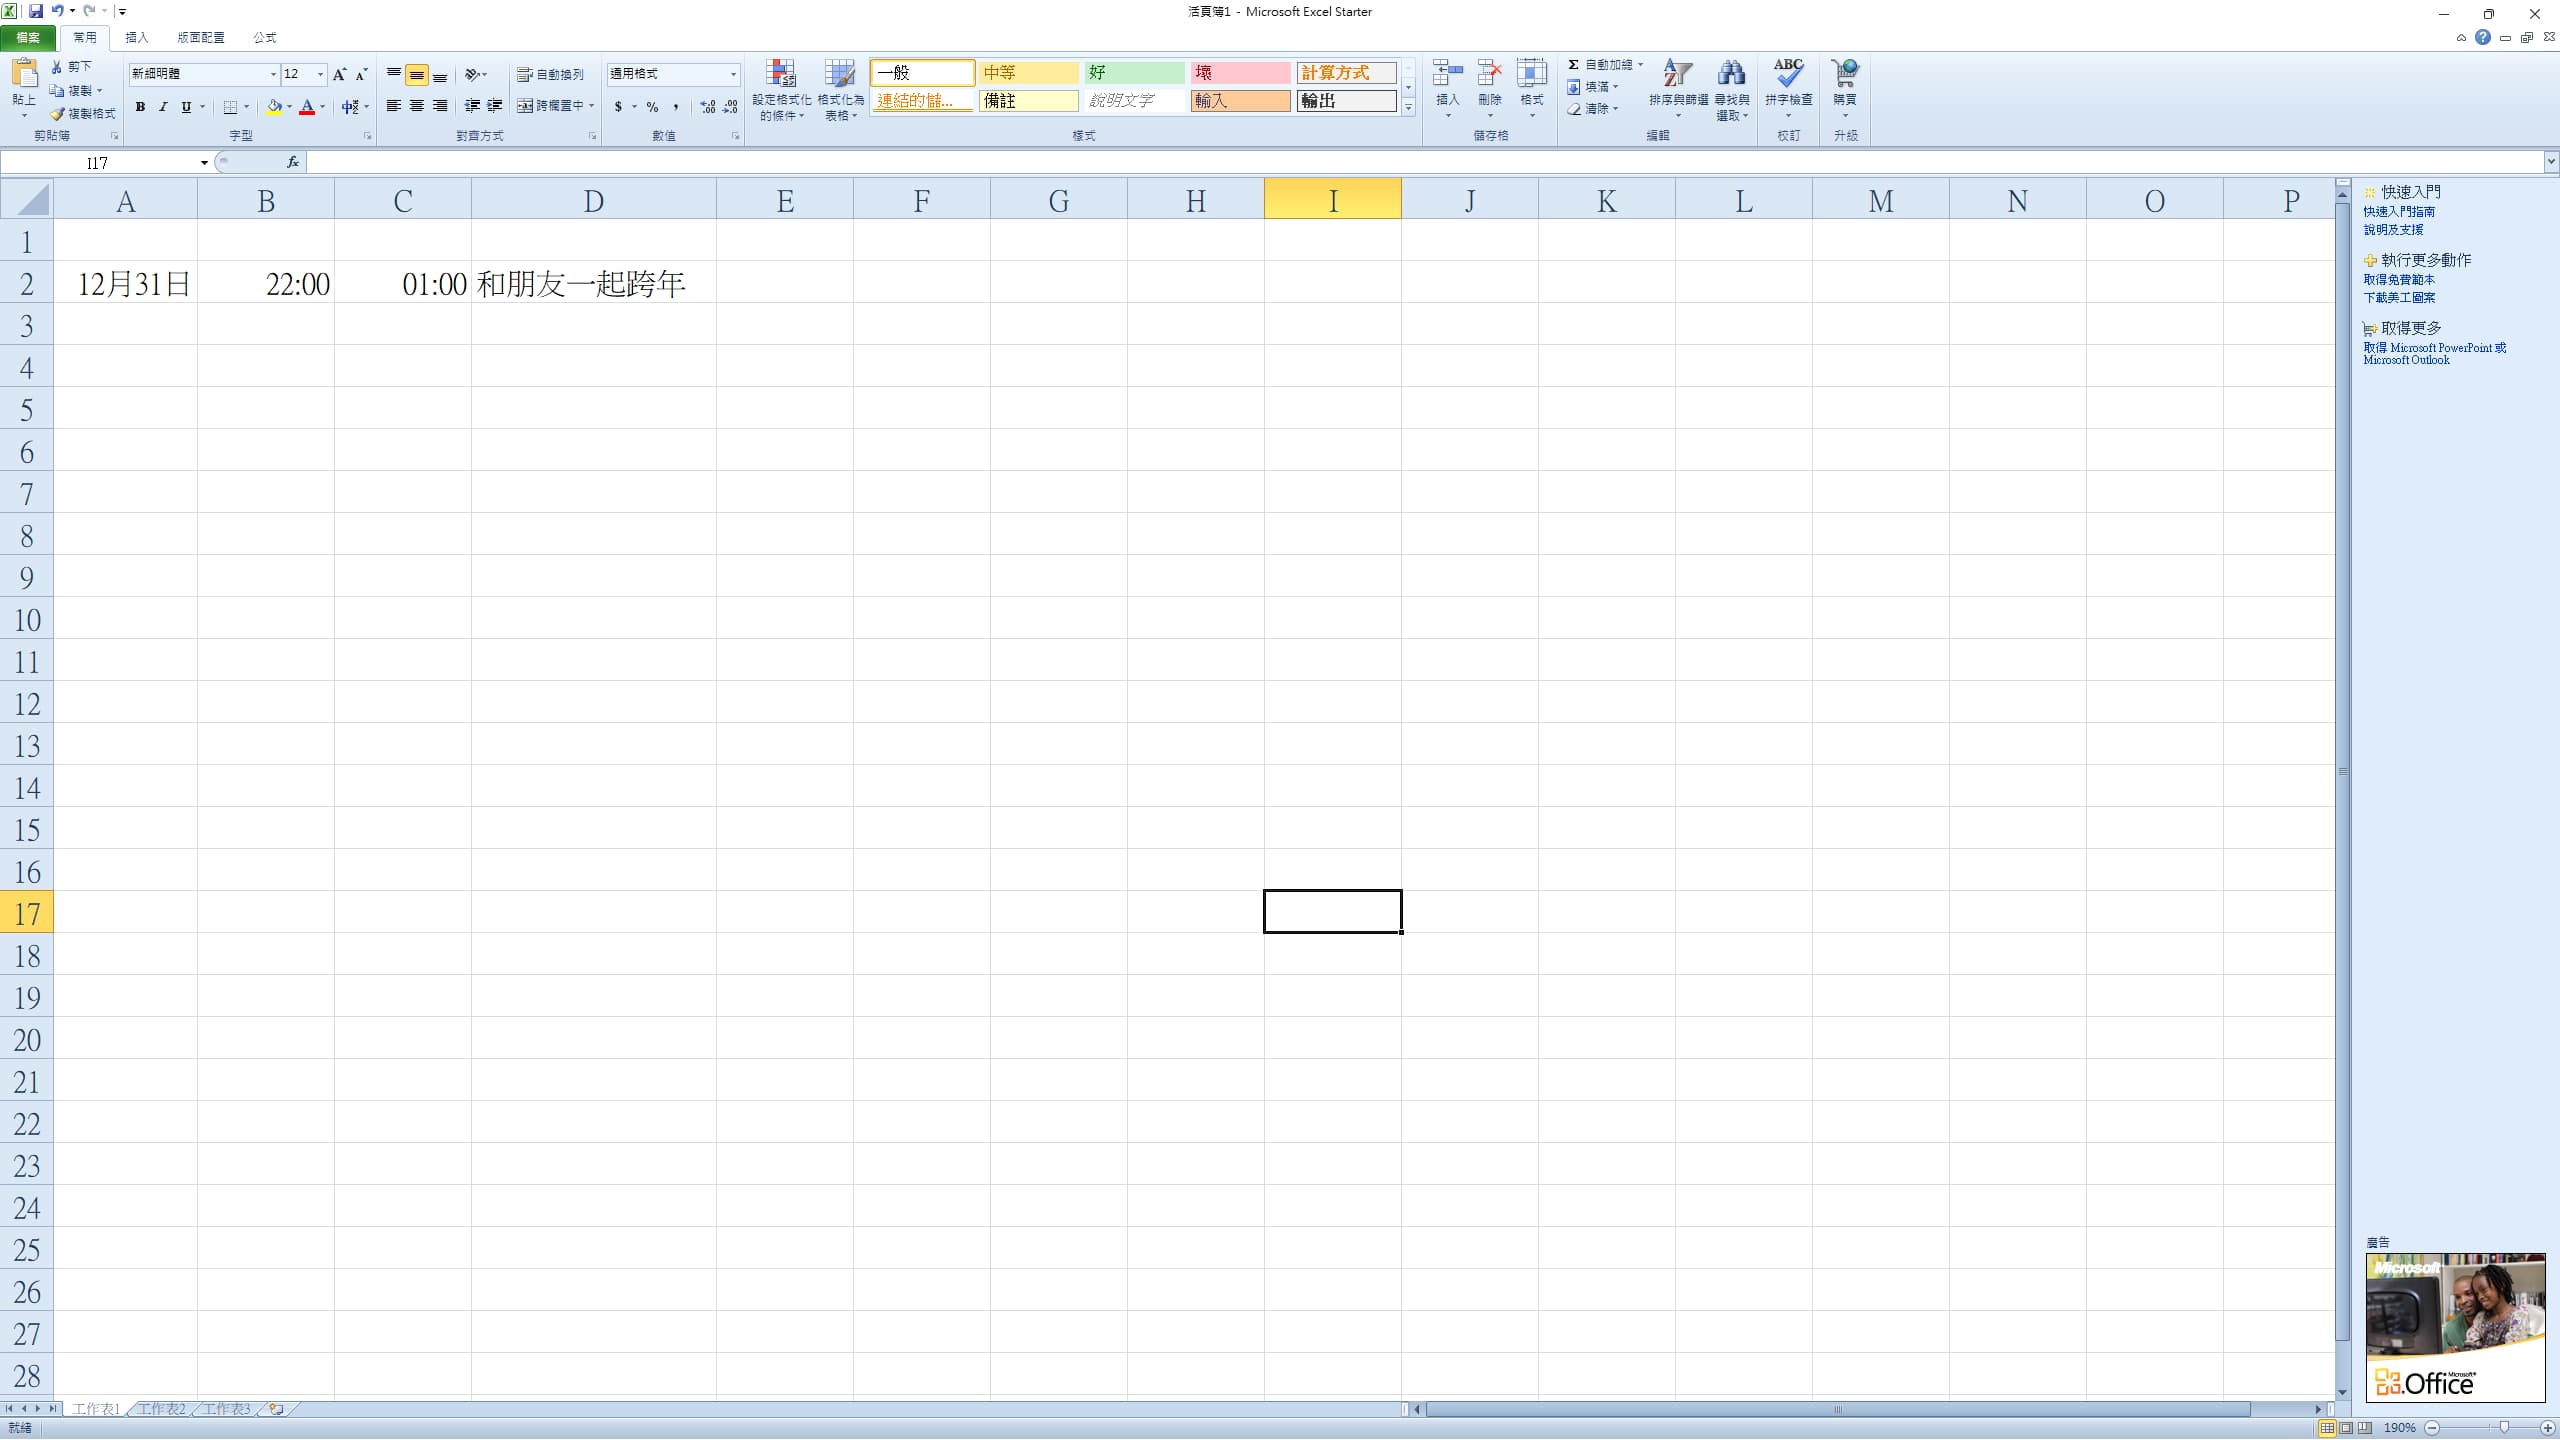 活頁簿1 - Microsoft Excel Starter
檔案 常用 插入 版面配置 公式
貼上 剪下 複製 複製格式 剪貼簿
新細明體 12 B I U 字型
自動換列 跨欄置中 對齊方式
通用格式 $ % , 數值
設定格式化的條件 格式化為表格
一般 中等 好 壞 計算方式
連結的儲... 備註 說明文字 輸入 輸出
樣式
插入 刪除 格式 儲存格
Σ 自動加總 填滿 清除 排序與篩選 尋找與選取 編輯
ABC 拼字檢查 校訂
購買 升級
I17 fx
A B C D E F G H I J K L M N O P
1
2 12月31日 22:00 01:00 和朋友一起跨年
3
4
5
6
7
8
9
10
11
12
13
14
15
16
17
18
19
20
21
22
23
24
25
26
27
28
快速入門
快速入門指南
說明及支援
執行更多動作
取得免費範本
下載美工圖案
取得更多
取得 Microsoft PowerPoint 或
Microsoft Outlook
廣告
Microsoft
Microsoft
Office
工作表1 工作表2 工作表3
就緒 190%